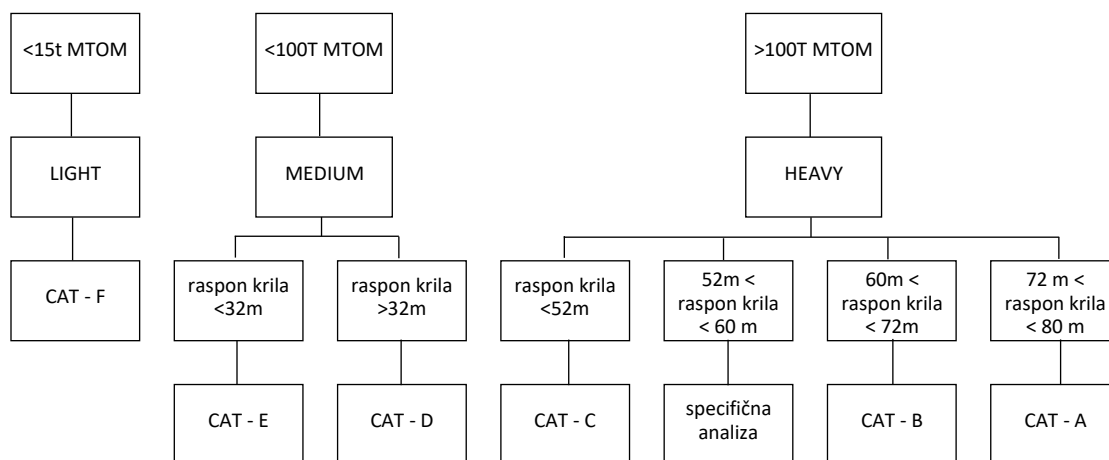 <15t MTOM
<100T MTOM
>100T MTOM
LIGHT
MEDIUM
HEAVY
CAT - F
raspon krila
<32m
raspon krila
>32m
raspon krila
<52m
52m <
raspon krila
< 60 m
60m <
raspon krila
< 72m
72 m <
raspon krila
< 80 m
CAT - E
CAT - D
CAT - C
specifična
analiza
CAT - B
CAT - A